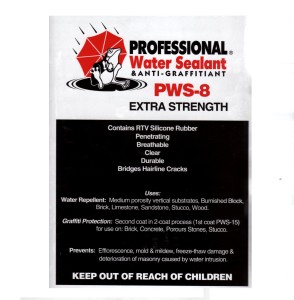 PROFESSIONAL®
Water Sealant
& ANTI-GRAFFITIANT
PWS-8
EXTRA STRENGTH
Contains RTV Silicone Rubber
Penetrating
Breathable
Clear
Durable
Bridges Hairline Cracks
Uses:
Water Repellent: Medium porosity vertical substrates, Burnished Block,
Brick, Limestone, Sandstone, Stucco, Wood.
Graffiti Protection: Second coat in 2-coat process (1st coat PWS-15)
for use on: Brick, Concrete, Porous Stones, Stucco.
Prevents: Efflorescence, mold & mildew, freeze-thaw damage &
deterioration of masonry caused by water intrusion.
KEEP OUT OF REACH OF CHILDREN